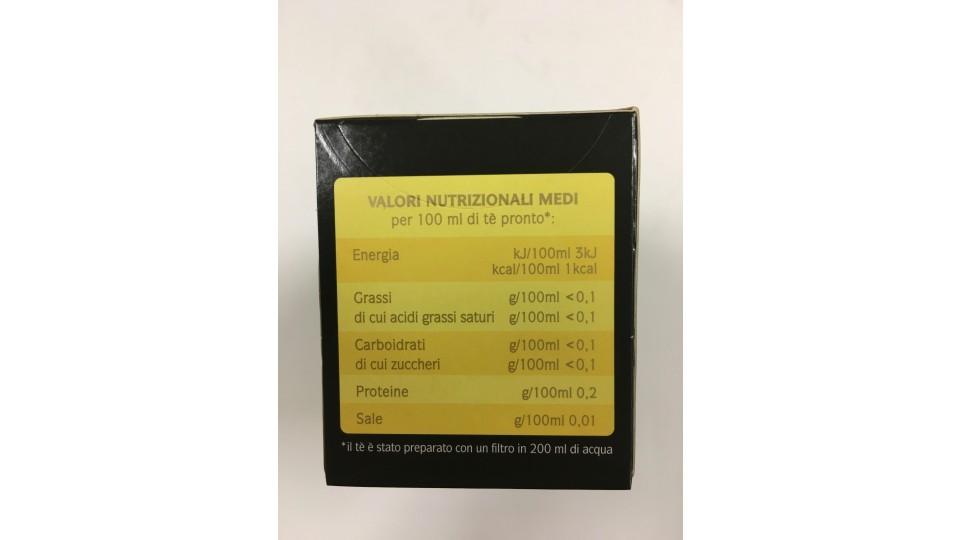 VALORI NUTRIZIONALI MEDI
per 100 ml di tè pronto*:
Energia kJ/100ml 3kJ
kcal/100ml 1kcal
Grassi g/100ml <0,1
di cui acidi grassi saturi g/100ml <0,1
Carboidrati g/100ml <0,1
di cui zuccheri g/100ml <0,1
Proteine g/100ml 0,2
Sale g/100ml 0,01
*il tè è stato preparato con un filtro in 200 ml di acqua